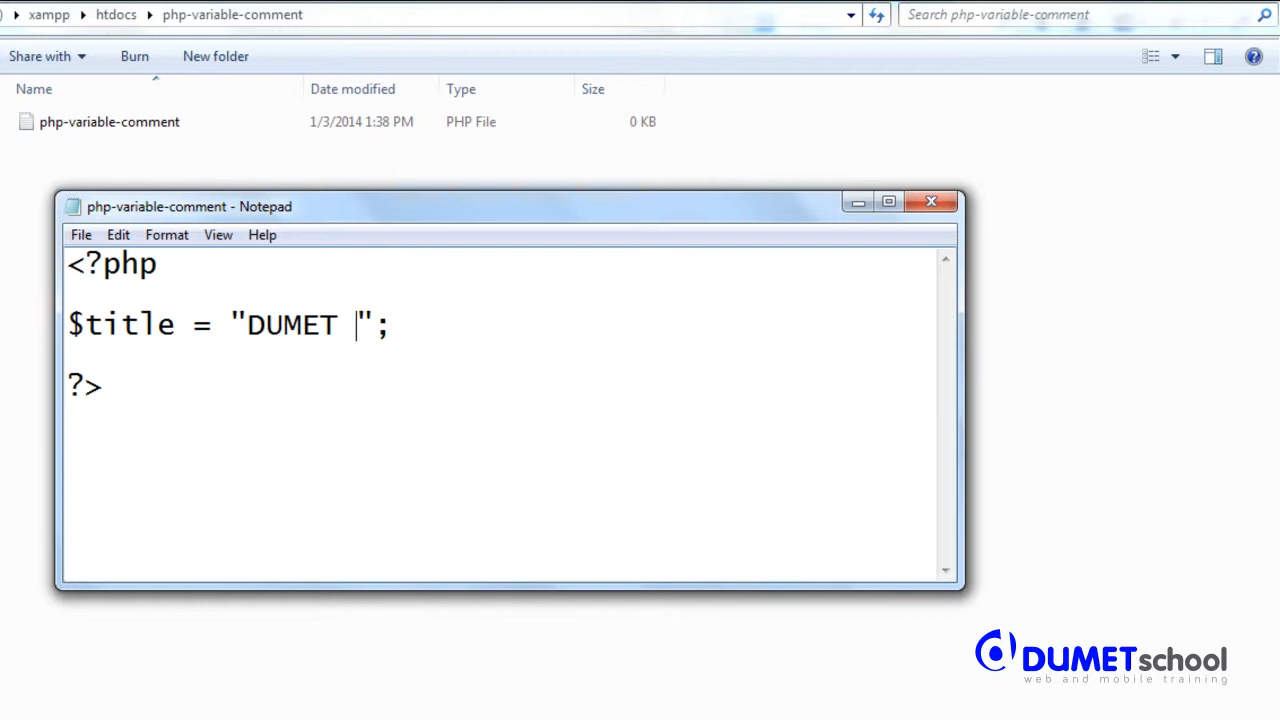 ) xampp htdocs php-variable-comment Search php-variable-comment
Share with Burn New folder
Name Date modified Type Size
php-variable-comment 1/3/2014 1:38 PM PHP File 0 KB
php-variable-comment - Notepad
File Edit Format View Help
<?php
$title = "DUMET ";
?>
DUMETschool
web and mobile training